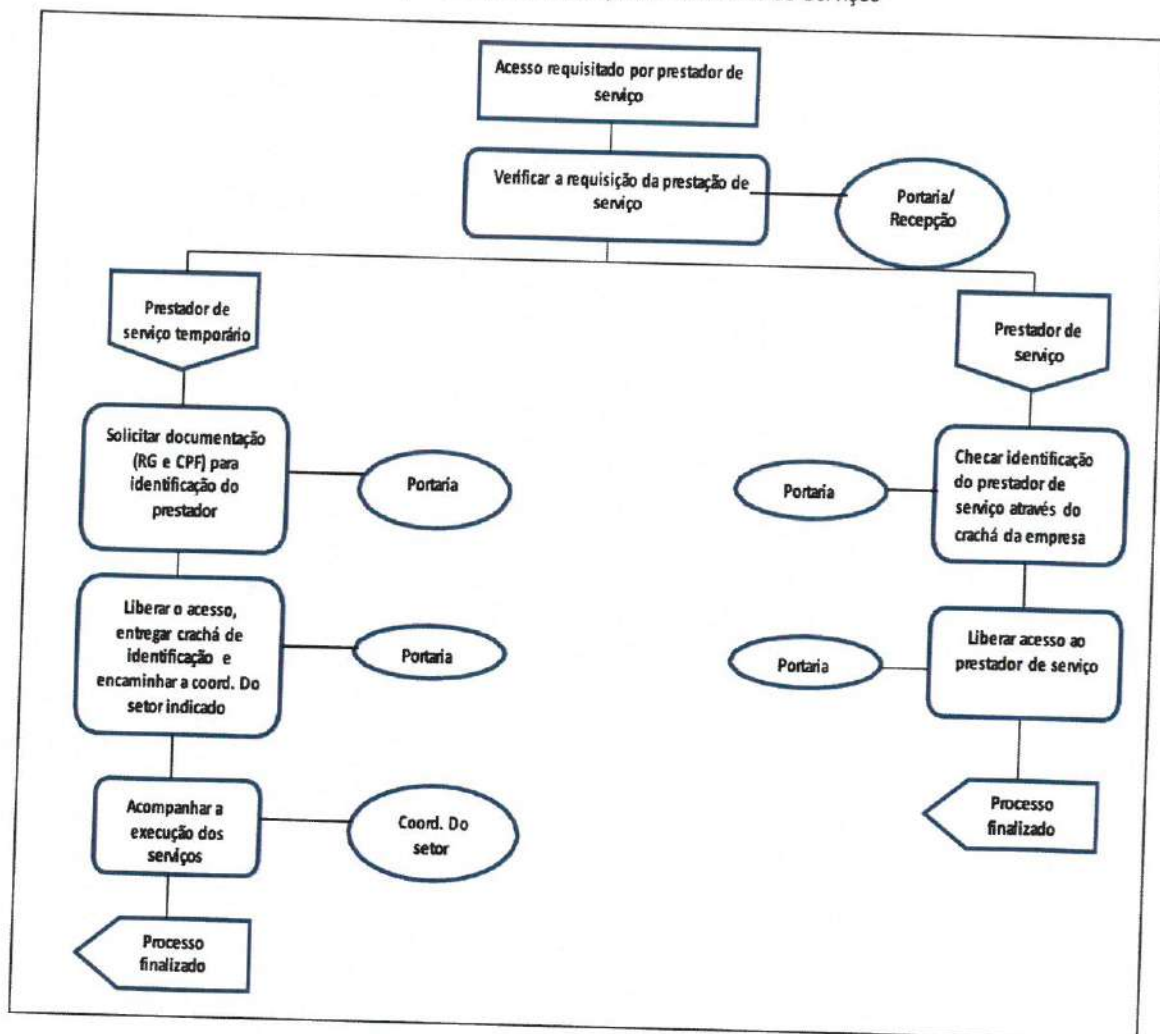 Acesso requisitado por prestador de
serviço
Verificar a requisição da prestação de
serviço
Portaria/
Recepção
Prestador de
serviço temporário
Solicitar documentação
(RG e CPF) para
identificação do
prestador
Portaria
Liberar o acesso,
entregar crachá de
identificação e
encaminhar a coord. Do
setor indicado
Portaria
Acompanhar a
execução dos
serviços
Coord. Do
setor
Processo
finalizado
Prestador de
serviço
Checar identificação
do prestador de
serviço através do
crachá da empresa
Portaria
Liberar acesso ao
prestador de serviço
Portaria
Processo
finalizado